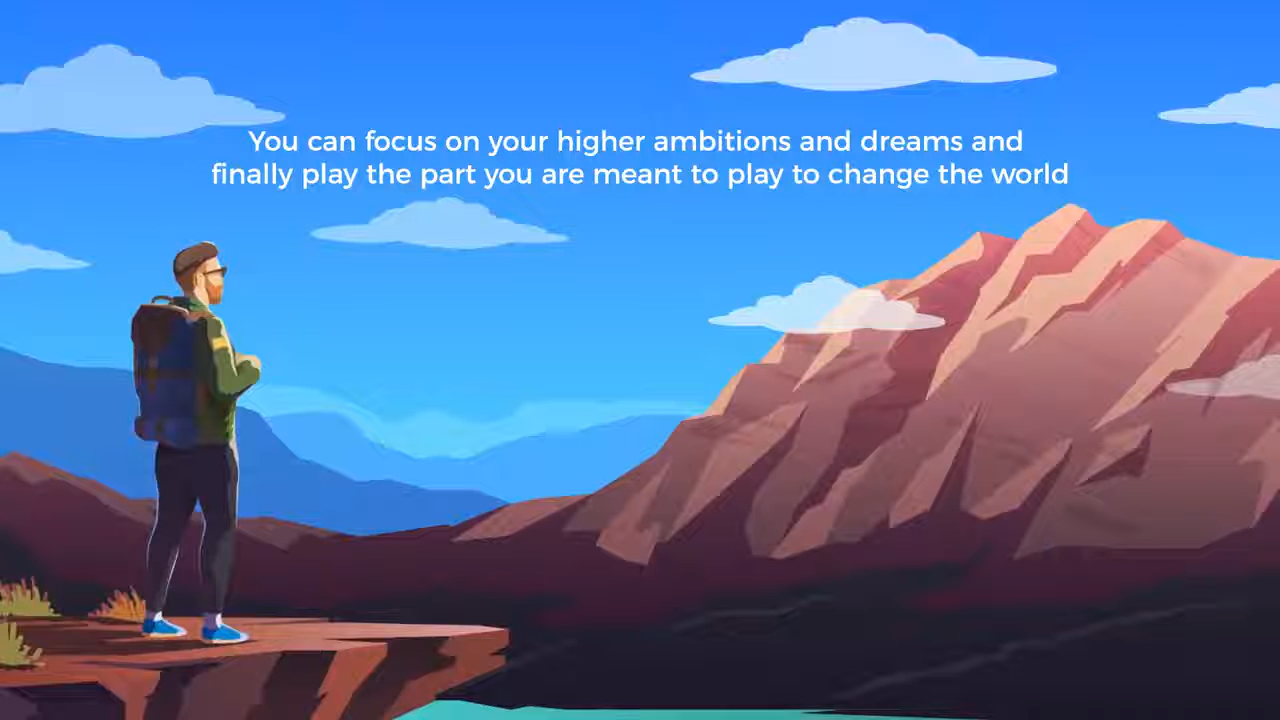 You can focus on your higher ambitions and dreams and
finally play the part you are meant to play to change the world